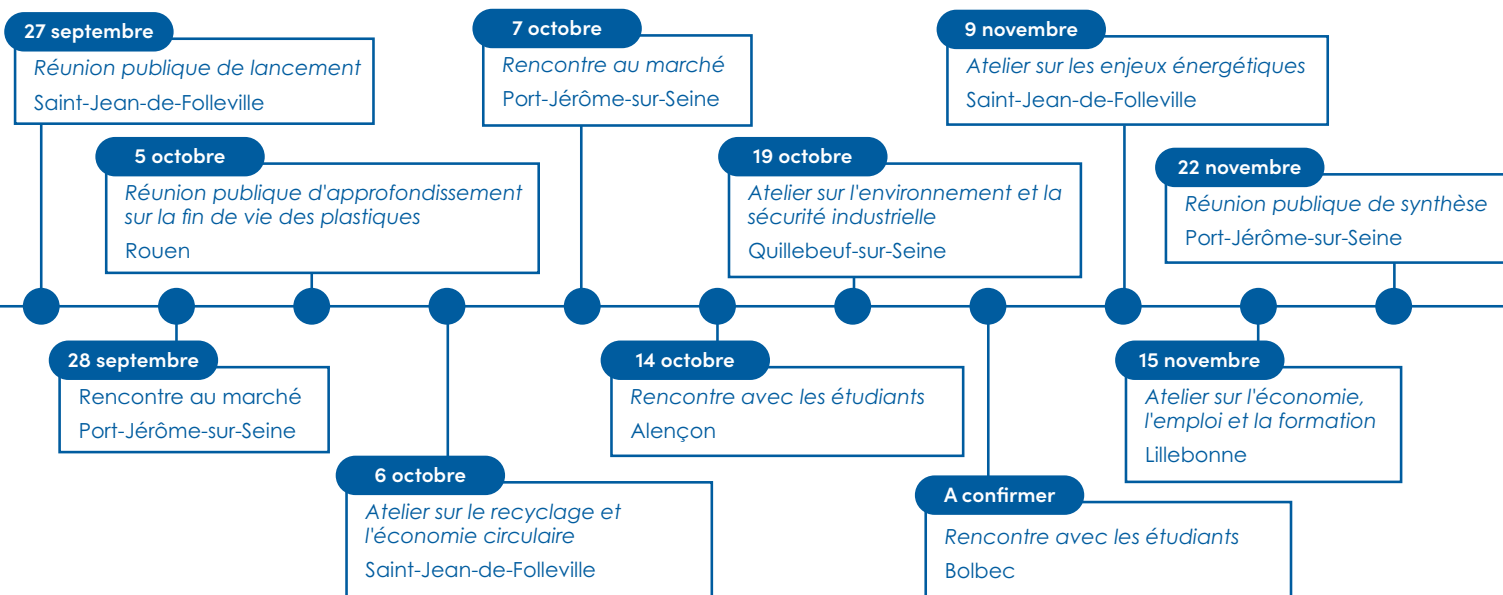 27 septembre
Réunion publique de lancement
Saint-Jean-de-Folleville
28 septembre
Rencontre au marché
Port-Jérôme-sur-Seine
5 octobre
Réunion publique d'approfondissement
sur la fin de vie des plastiques
Rouen
6 octobre
Atelier sur le recyclage et
l'économie circulaire
Saint-Jean-de-Folleville
7 octobre
Rencontre au marché
Port-Jérôme-sur-Seine
14 octobre
Rencontre avec les étudiants
Alençon
19 octobre
Atelier sur l'environnement et la
sécurité industrielle
Quillebeuf-sur-Seine
A confirmer
Rencontre avec les étudiants
Bolbec
9 novembre
Atelier sur les enjeux énergétiques
Saint-Jean-de-Folleville
15 novembre
Atelier sur l'économie,
l'emploi et la formation
Lillebonne
22 novembre
Réunion publique de synthèse
Port-Jérôme-sur-Seine